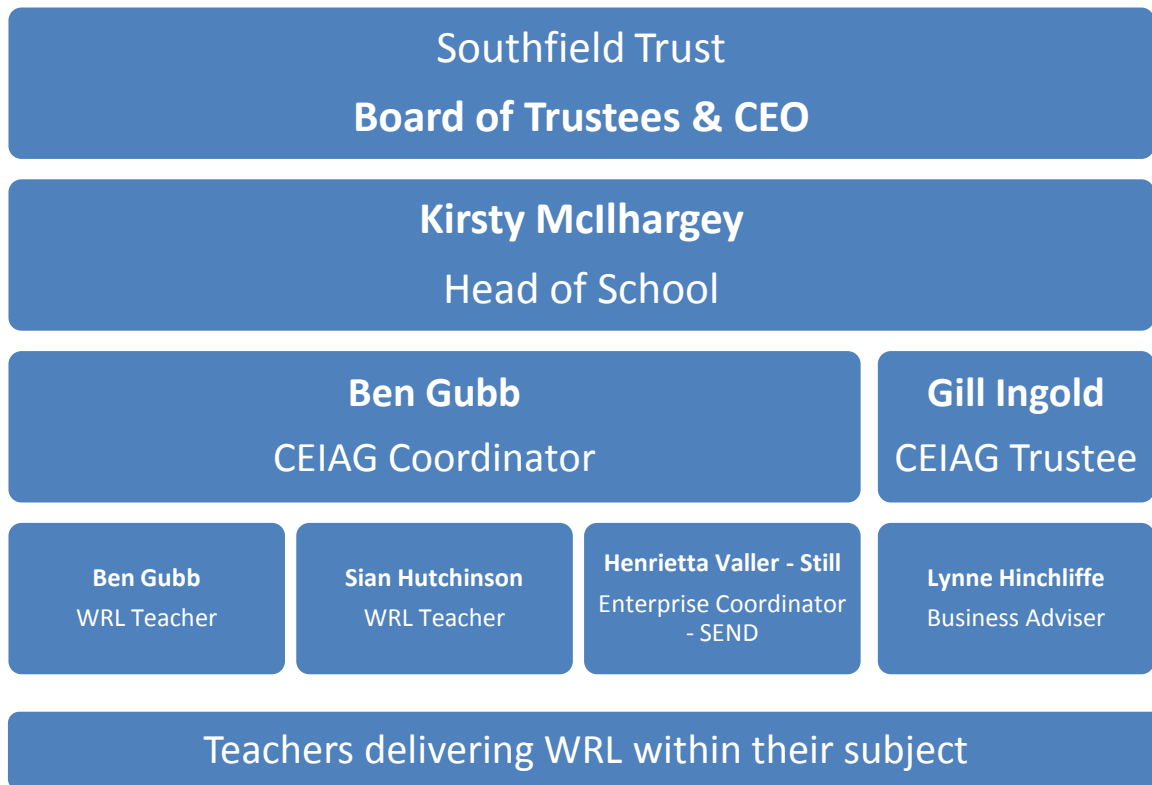 Southfield Trust
Board of Trustees & CEO
Kirsty McIlhargey
Head of School
Ben Gubb
CEIAG Coordinator
Gill Ingold
CEIAG Trustee
Ben Gubb
WRL Teacher
Sian Hutchinson
WRL Teacher
Henrietta Valler - Still
Enterprise Coordinator
- SEND
Lynne Hinchliffe
Business Adviser
Teachers delivering WRL within their subject